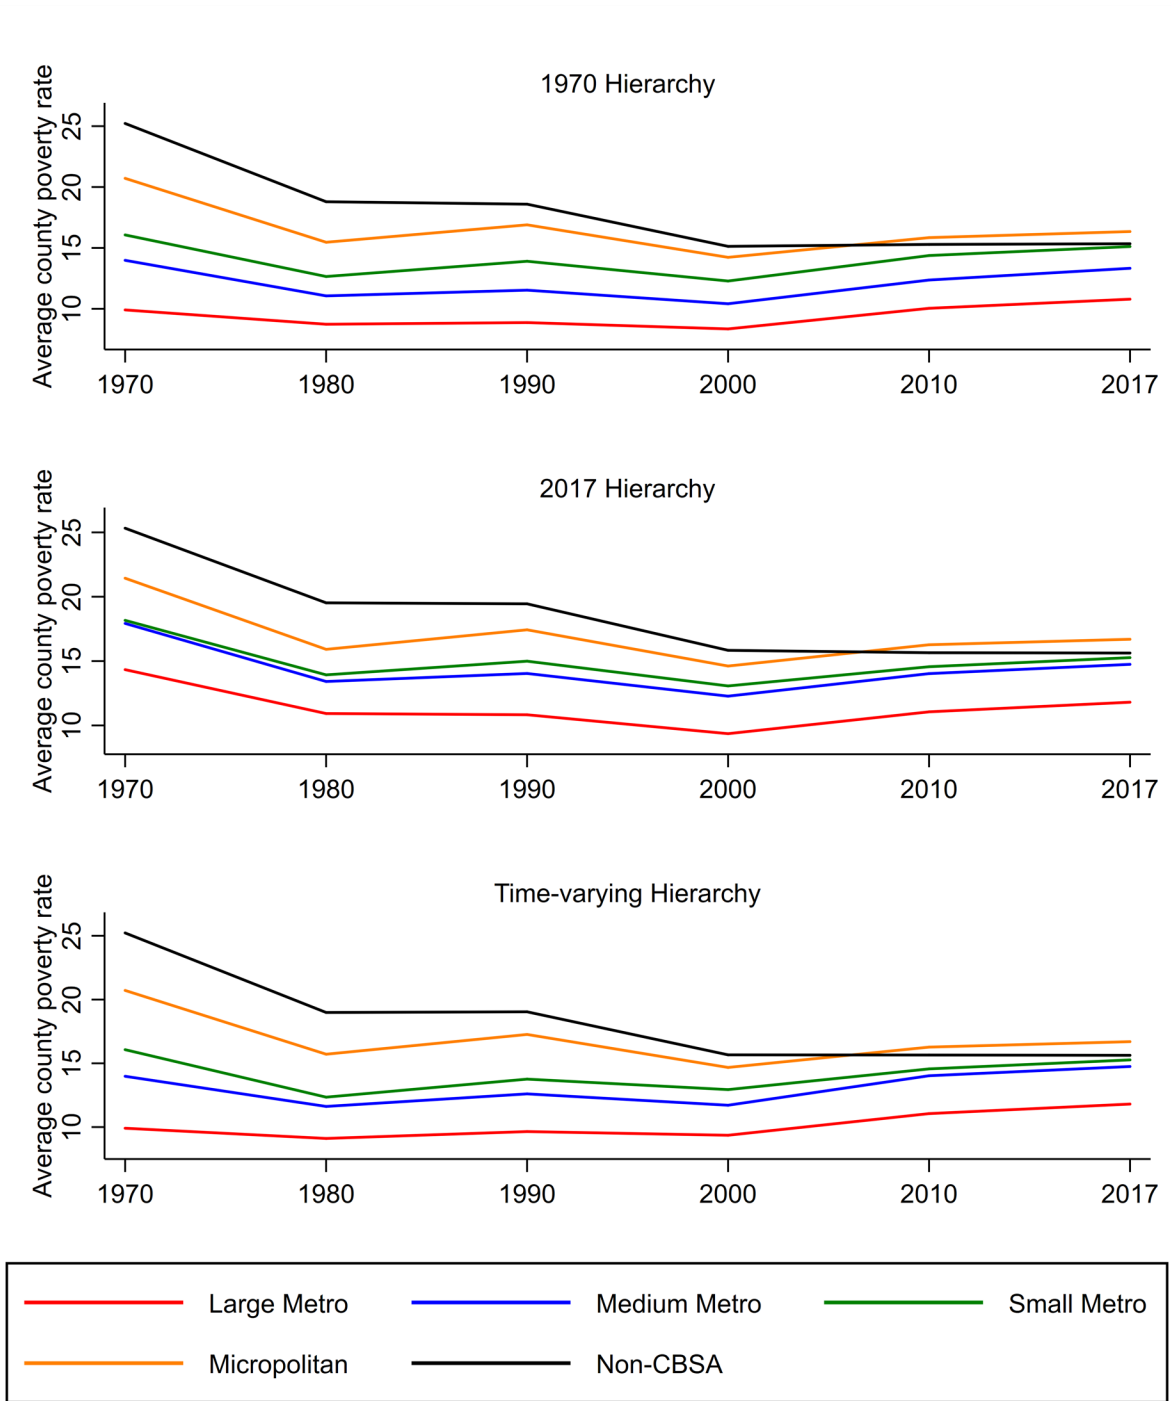 1970 Hierarchy
Average county poverty rate
25
20
15
10
1970 1980 1990 2000 2010 2017
2017 Hierarchy
Average county poverty rate
25
20
15
10
1970 1980 1990 2000 2010 2017
Time-varying Hierarchy
Average county poverty rate
25
20
15
10
1970 1980 1990 2000 2010 2017
Large Metro Medium Metro Small Metro
Micropolitan Non-CBSA